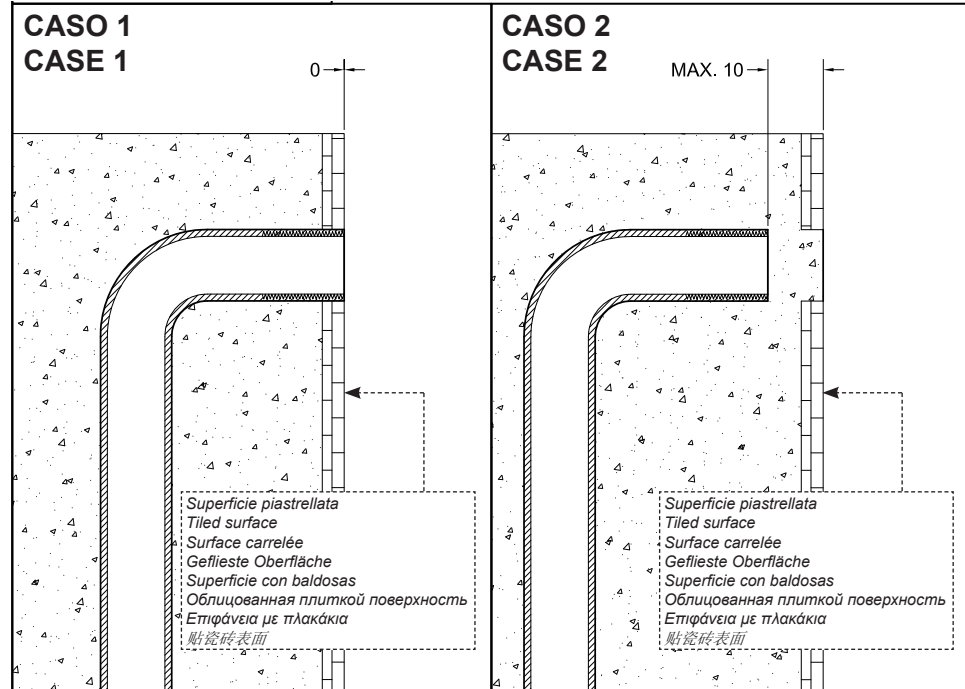 CASO 1
CASE 1
0
Superficie piastrellata
Tiled surface
Surface carrelée
Geflieste Oberfläche
Superficie con baldosas
Облицованная плиткой поверхность
Επιφάνεια με πλακάκια
贴瓷砖表面
CASO 2
CASE 2
MAX. 10
Superficie piastrellata
Tiled surface
Surface carrelée
Geflieste Oberfläche
Superficie con baldosas
Облицованная плиткой поверхность
Επιφάνεια με πλακάκια
贴瓷砖表面